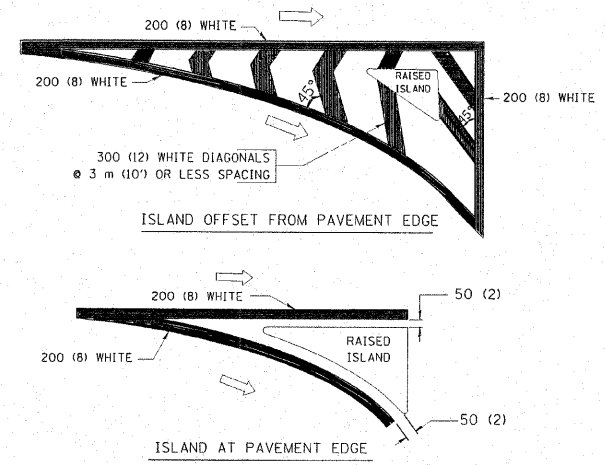 200 (8) WHITE
200 (8) WHITE
RAISED
ISLAND
200 (8) WHITE
45°
45°
300 (12) WHITE DIAGONALS
@ 3 m (10') OR LESS SPACING
ISLAND OFFSET FROM PAVEMENT EDGE
200 (8) WHITE
50 (2)
RAISED
ISLAND
200 (8) WHITE
50 (2)
ISLAND AT PAVEMENT EDGE